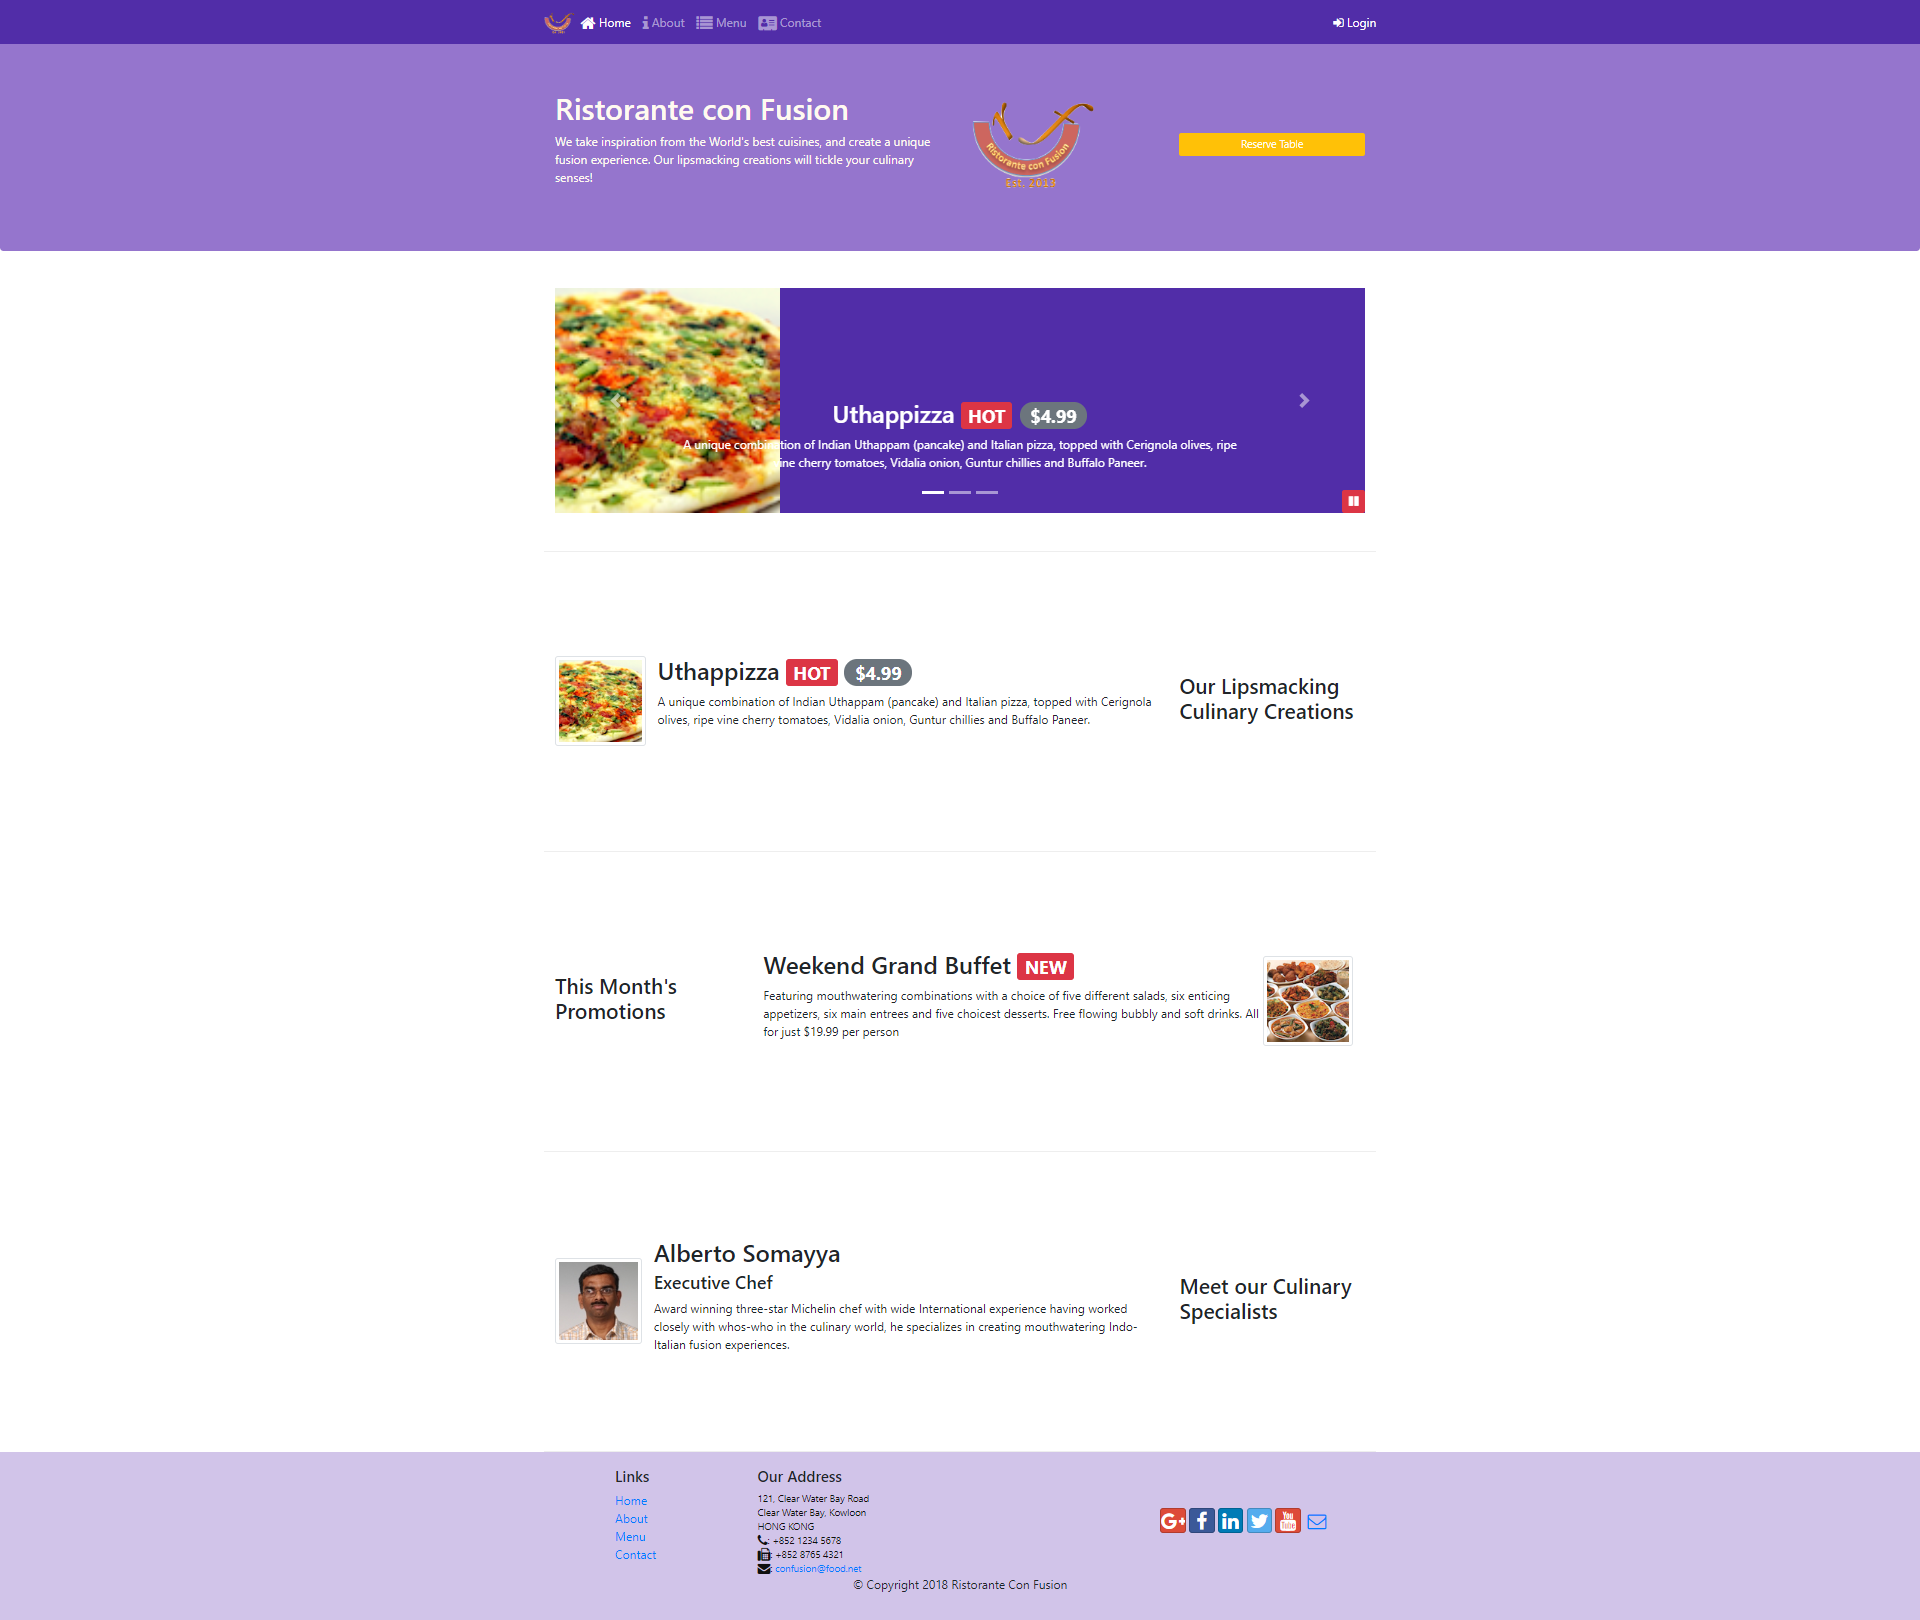 Home About Menu Contact Login
Ristorante con Fusion
We take inspiration from the World's best cuisines, and create a unique
fusion experience. Our lipsmacking creations will tickle your culinary
senses!
Ristorante con Fusion
Est. 2015
Reserve Table
Uthappizza HOT $4.99
A unique combination of Indian Uthappam (pancake) and Italian pizza, topped with Cerignola olives, ripe
vine cherry tomatoes, Vidalia onion, Guntur chillies and Buffalo Paneer.
Uthappizza HOT $4.99
A unique combination of Indian Uthappam (pancake) and Italian pizza, topped with Cerignola
olives, ripe vine cherry tomatoes, Vidalia onion, Guntur chillies and Buffalo Paneer.
Our Lipsmacking
Culinary Creations
This Month's
Promotions
Weekend Grand Buffet NEW
Featuring mouthwatering combinations with a choice of five different salads, six enticing
appetizers, six main entrees and five choicest desserts. Free flowing bubbly and soft drinks. All
for just $19.99 per person
Alberto Somayya
Executive Chef
Award winning three-star Michelin chef with wide International experience having worked
closely with whos-who in the culinary world, he specializes in creating mouthwatering Indo-
Italian fusion experiences.
Meet our Culinary
Specialists
Links
Home
About
Menu
Contact
Our Address
121, Clear Water Bay Road
Clear Water Bay, Kowloon
HONG KONG
: +852 1234 5678
: +852 8765 4321
: confusion@food.net
G+ f in You Tube
© Copyright 2018 Ristorante Con Fusion